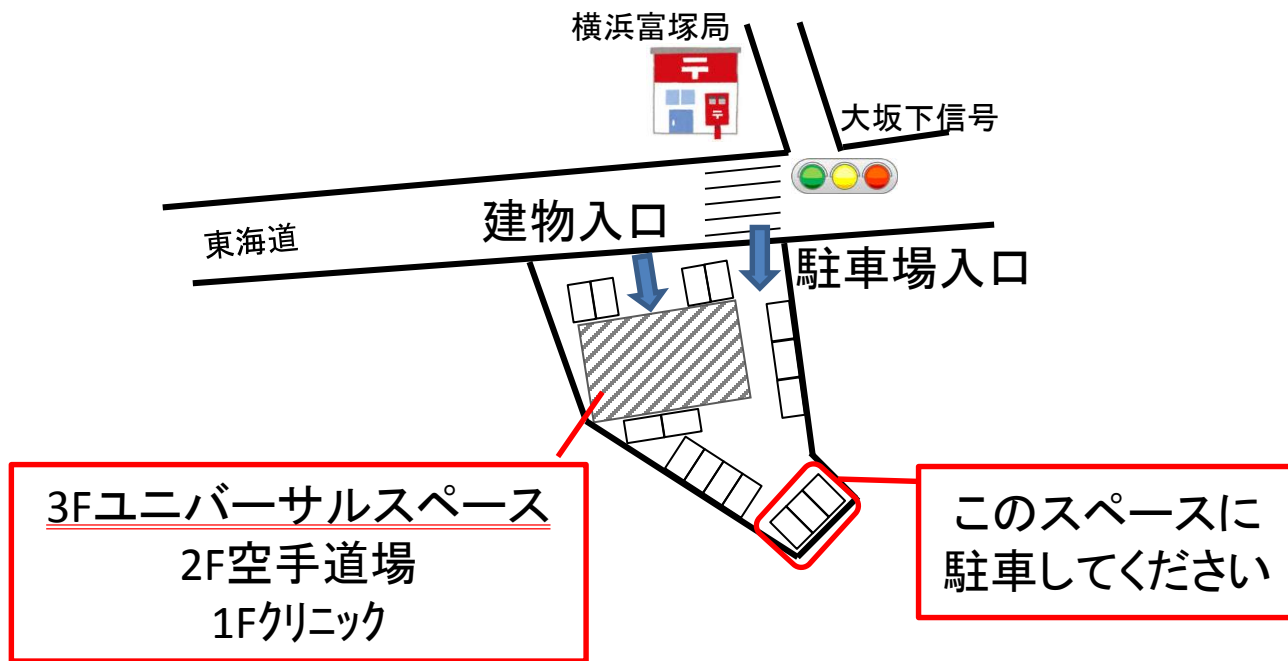 横浜富塚局
大坂下信号
建物入口
東海道
駐車場入口
3Fユニバーサルスペース
2F空手道場
1Fクリニック
このスペースに
駐車してください